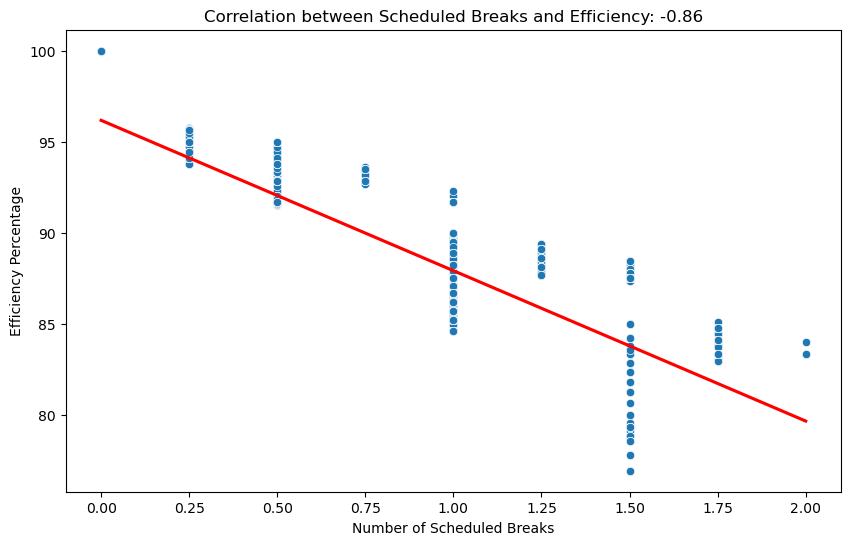 Correlation between Scheduled Breaks and Efficiency: -0.86
100
95
90
85
80
Efficiency Percentage
0.00 0.25 0.50 0.75 1.00 1.25 1.50 1.75 2.00
Number of Scheduled Breaks